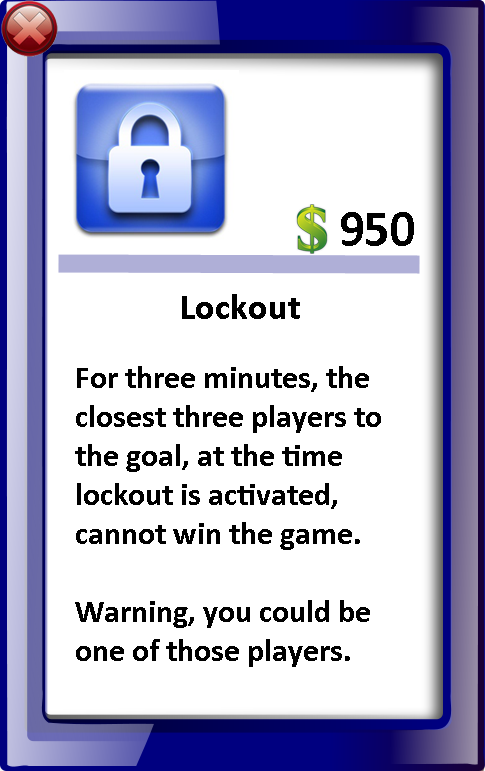 $ 950
Lockout
For three minutes, the
closest three players to
the goal, at the time
lockout is activated,
cannot win the game.
Warning, you could be
one of those players.